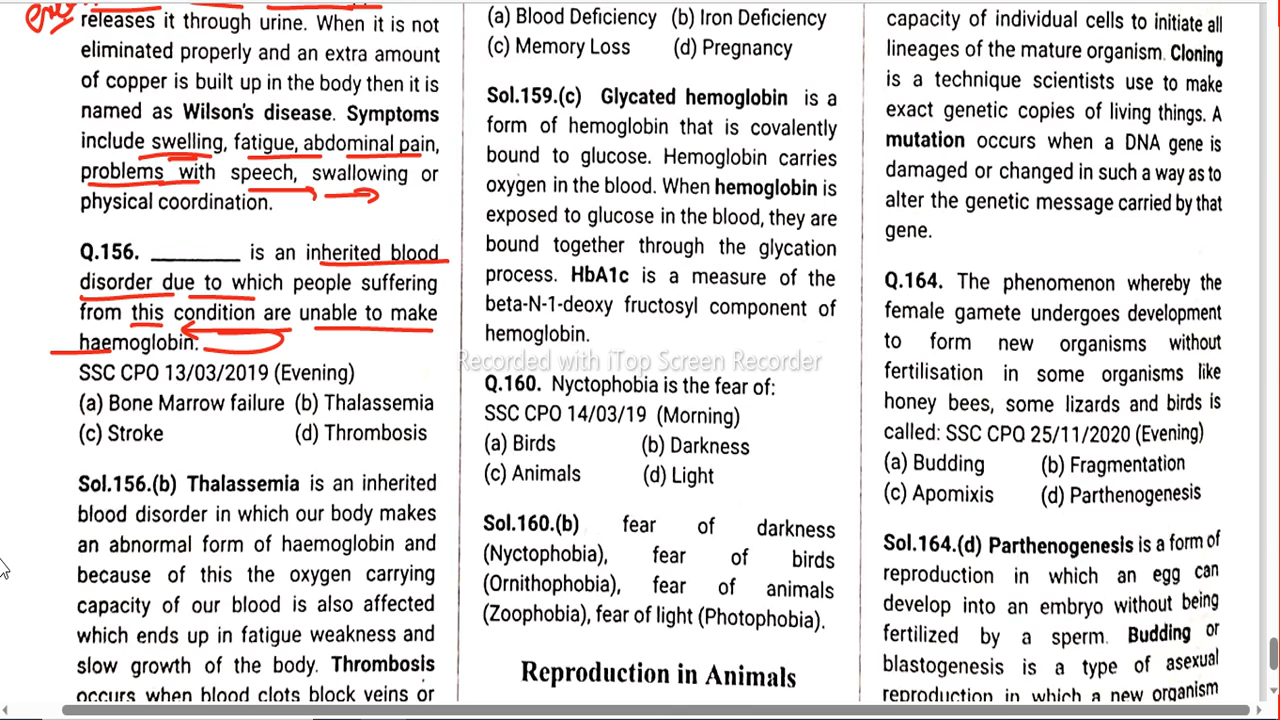 releases it through urine. When it is not
eliminated properly and an extra amount
of copper is built up in the body then it is
named as Wilson's disease. Symptoms
include swelling, fatigue, abdominal pain,
problems with speech, swallowing or
physical coordination.
Q.156. ________ is an inherited blood
disorder due to which people suffering
from this condition are unable to make
haemoglobin.
SSC CPO 13/03/2019 (Evening)
(a) Bone Marrow failure (b) Thalassemia
(c) Stroke (d) Thrombosis
Sol.156.(b) Thalassemia is an inherited
blood disorder in which our body makes
an abnormal form of haemoglobin and
because of this the oxygen carrying
capacity of our blood is also affected
which ends up in fatigue weakness and
slow growth of the body. Thrombosis
occurs when blood clots block veins or
(a) Blood Deficiency (b) Iron Deficiency
(c) Memory Loss (d) Pregnancy
Sol.159.(c) Glycated hemoglobin is a
form of hemoglobin that is covalently
bound to glucose. Hemoglobin carries
oxygen in the blood. When hemoglobin is
exposed to glucose in the blood, they are
bound together through the glycation
process. HbA1c is a measure of the
beta-N-1-deoxy fructosyl component of
hemoglobin.
Recorded with iTop Screen Recorder
Q.160. Nyctophobia is the fear of:
SSC CPO 14/03/19 (Morning)
(a) Birds (b) Darkness
(c) Animals (d) Light
Sol.160.(b) fear of darkness
(Nyctophobia), fear of birds
(Ornithophobia), fear of animals
(Zoophobia), fear of light (Photophobia).
Reproduction in Animals
capacity of individual cells to initiate all
lineages of the mature organism. Cloning
is a technique scientists use to make
exact genetic copies of living things. A
mutation occurs when a DNA gene is
damaged or changed in such a way as to
alter the genetic message carried by that
gene.
Q.164. The phenomenon whereby the
female gamete undergoes development
to form new organisms without
fertilisation in some organisms like
honey bees, some lizards and birds is
called: SSC CPO 25/11/2020 (Evening)
(a) Budding (b) Fragmentation
(c) Apomixis (d) Parthenogenesis
Sol.164.(d) Parthenogenesis is a form of
reproduction in which an egg can
develop into an embryo without being
fertilized by a sperm. Budding or
blastogenesis is a type of asexual
reproduction in which a new organism